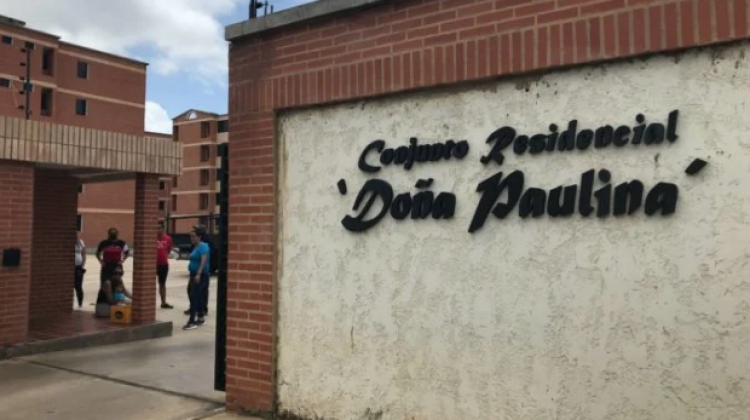 Conjunto Residencial
'Doña Paulina'